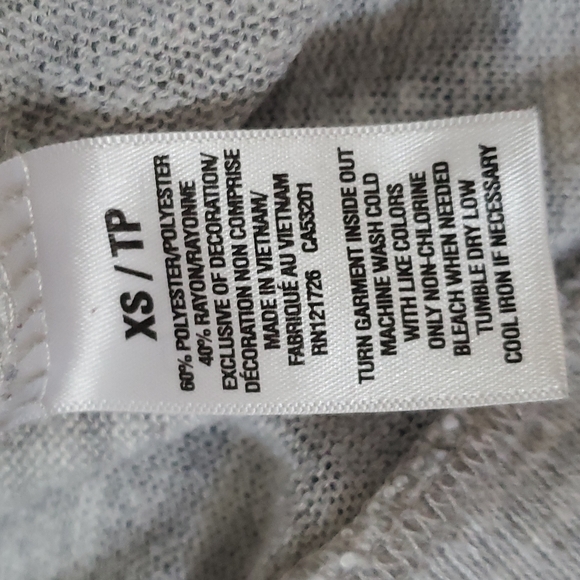 XS / TP
60% POLYESTER/POLYESTER
40% RAYON/RAYONNE
EXCLUSIVE OF DECORATION/
DÉCORATION NON COMPRISE
MADE IN VIETNAM/
FABRIQUÉ AU VIETNAM
RN121726 CA53201
TURN GARMENT INSIDE OUT
MACHINE WASH COLD
WITH LIKE COLORS
ONLY NON-CHLORINE
BLEACH WHEN NEEDED
TUMBLE DRY LOW
COOL IRON IF NECESSARY